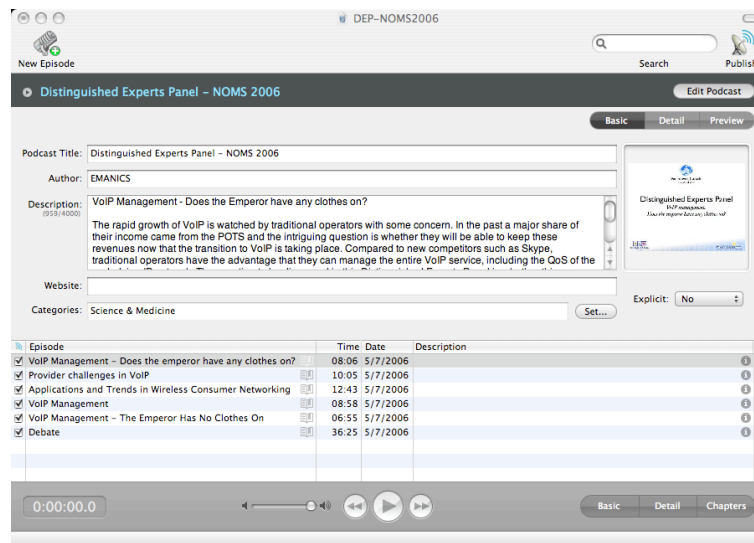 DEP-NOMS2006
New Episode
Search
Publis
Distinguished Experts Panel – NOMS 2006
Edit Podcast
Basic Detail Preview
Podcast Title: Distinguished Experts Panel – NOMS 2006
Author: EMANICS
Description: VoIP Management - Does the Emperor have any clothes on?
(959/4000)
The rapid growth of VoIP is watched by traditional operators with some concern. In the past a major share of
their income came from the POTS and the intriguing question is whether they will be able to keep these
revenues now that the transition to VoIP is taking place. Compared to new competitors such as Skype,
traditional operators have the advantage that they can manage the entire VoIP service, including the QoS of the
Distinguished Experts Panel
VoIP management.
Does the emperor have any clothes on?
Website:
Explicit: No
Categories: Science & Medicine
Set...
Episode Time Date Description
VoIP Management – Does the emperor have any clothes on? 08:06 5/7/2006
Provider challenges in VoIP 10:05 5/7/2006
Applications and Trends in Wireless Consumer Networking 12:43 5/7/2006
VoIP Management 08:58 5/7/2006
VoIP Management – The Emperor Has No Clothes On 06:55 5/7/2006
Debate 36:25 5/7/2006
0:00:00.0
Basic Detail Chapters